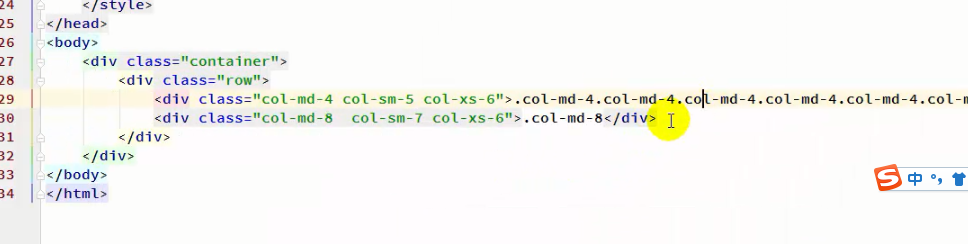 24 </style>
25 </head>
26 <body>
27 <div class="container">
28 <div class="row">
29 <div class="col-md-4 col-sm-5 col-xs-6">.col-md-4.col-md-4.col-md-4.col-md-4.col-md-4.col-m
30 <div class="col-md-8  col-sm-7 col-xs-6">.col-md-8</div>
31 </div>
32 </div>
33 </body>
34 </html>
S 中 °,